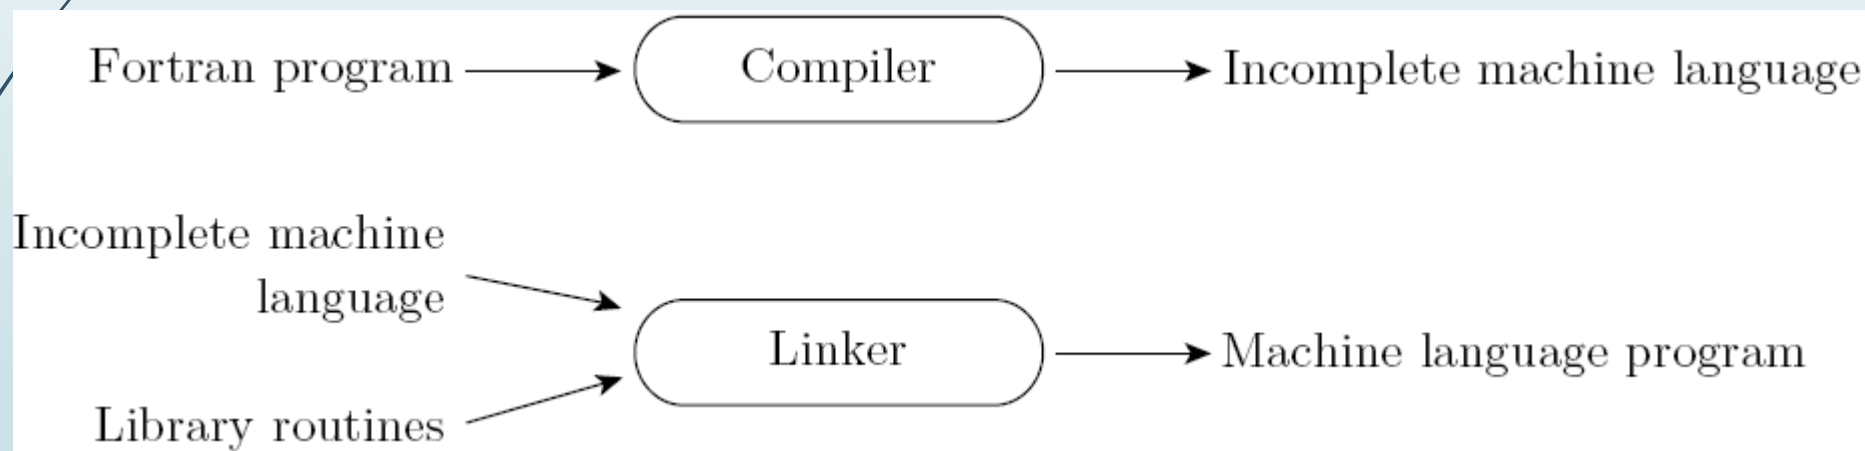 Fortran program
Compiler
Incomplete machine language
Incomplete machine
language
Linker
Machine language program
Library routines